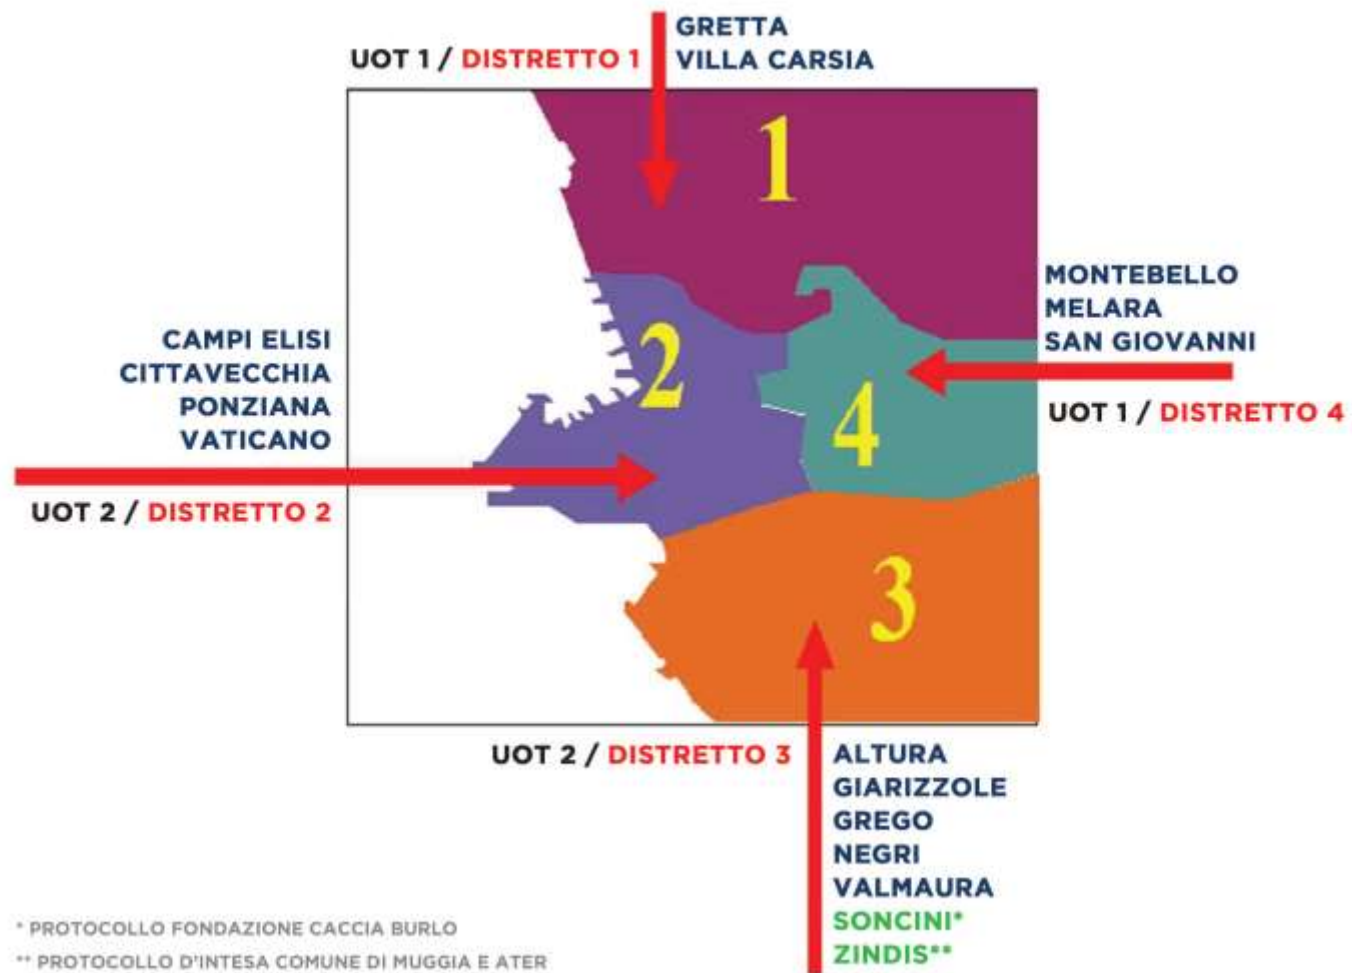 GRETTA
VILLA CARSIA
UOT 1 / DISTRETTO 1
1
MONTEBELLO
MELARA
SAN GIOVANNI
UOT 1 / DISTRETTO 4
CAMPI ELISI
CITTAVECCHIA
PONZIANA
VATICANO
UOT 2 / DISTRETTO 2
2
4
3
UOT 2 / DISTRETTO 3
ALTURA
GIARIZZOLE
GREGO
NEGRI
VALMAURA
SONCINI*
ZINDIS**
* PROTOCOLLO FONDAZIONE CACCIA BURLO
** PROTOCOLLO D'INTESA COMUNE DI MUGGIA E ATER